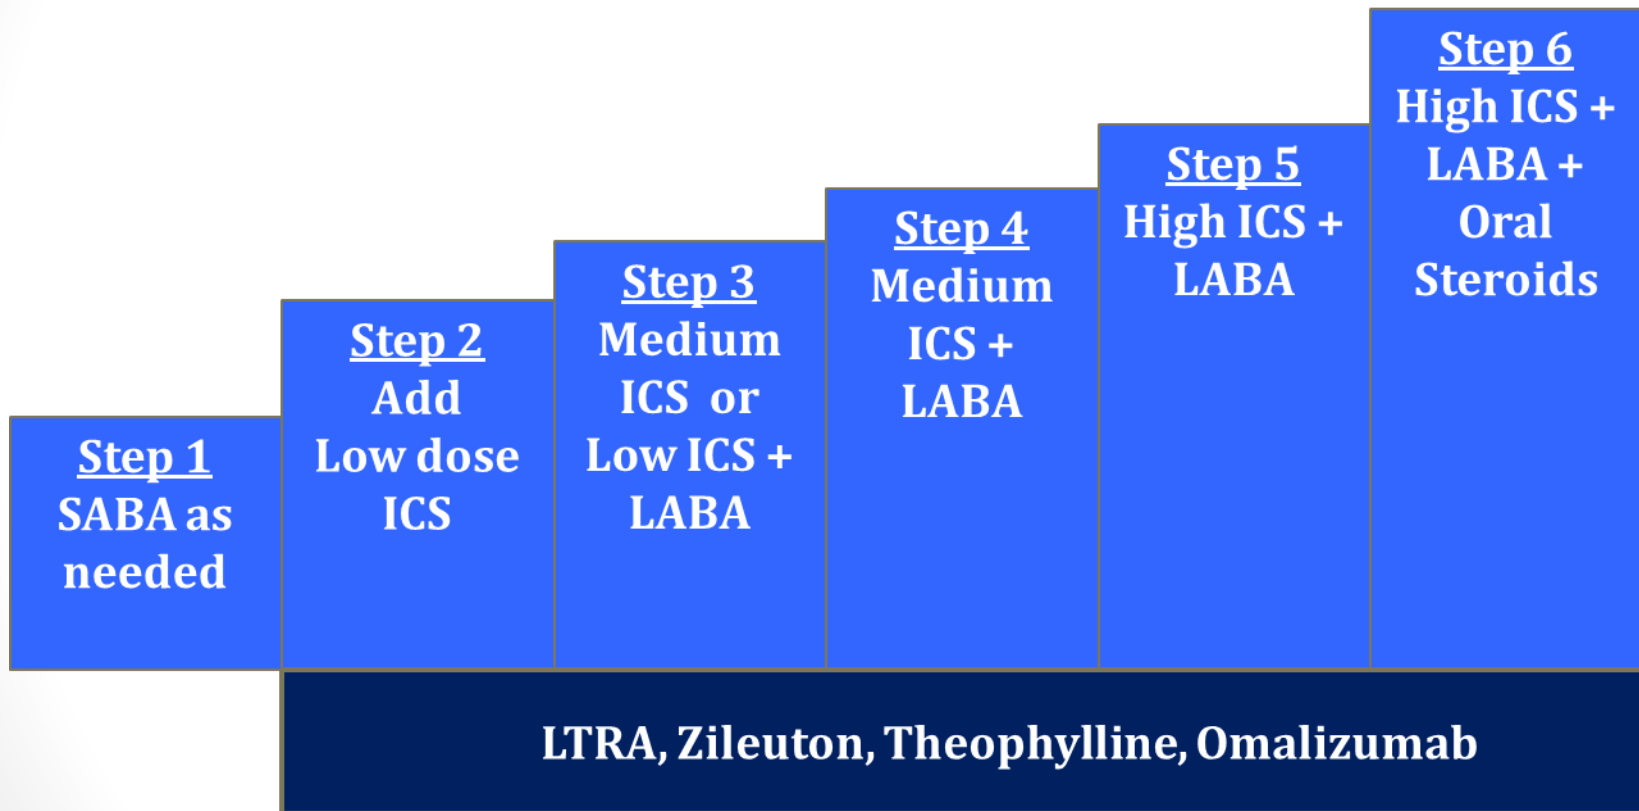 Step 1
SABA as
needed
Step 2
Add
Low dose
ICS
Step 3
Medium
ICS or
Low ICS +
LABA
Step 4
Medium
ICS +
LABA
Step 5
High ICS +
LABA
Step 6
High ICS +
LABA +
Oral
Steroids
LTRA, Zileuton, Theophylline, Omalizumab